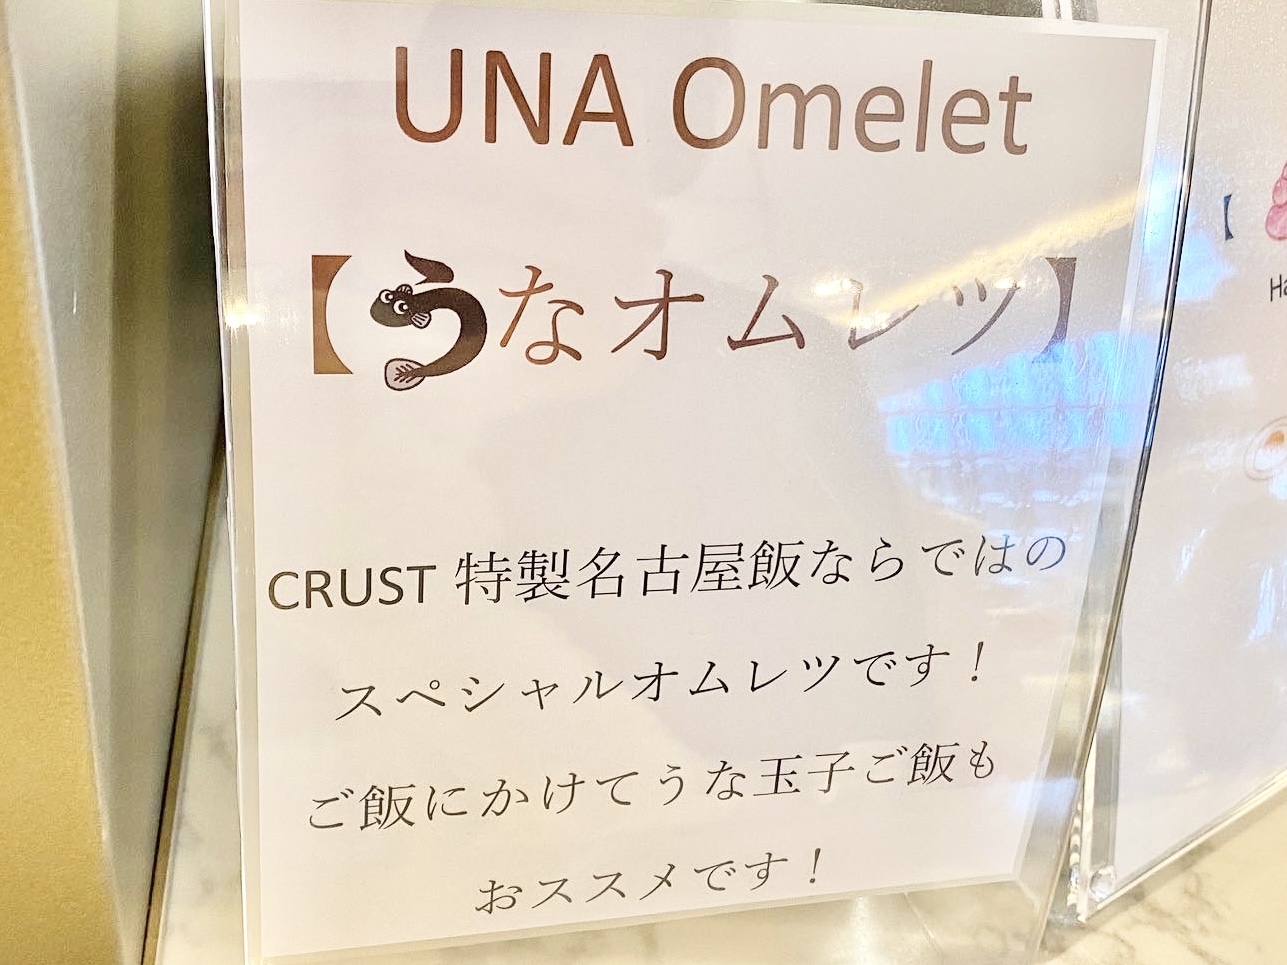 UNA Omelet
【うなオムレツ】
CRUST 特製名古屋飯ならではの
スペシャルオムレツです！
ご飯にかけてうな玉子ご飯も
おススメです！
【
Ha